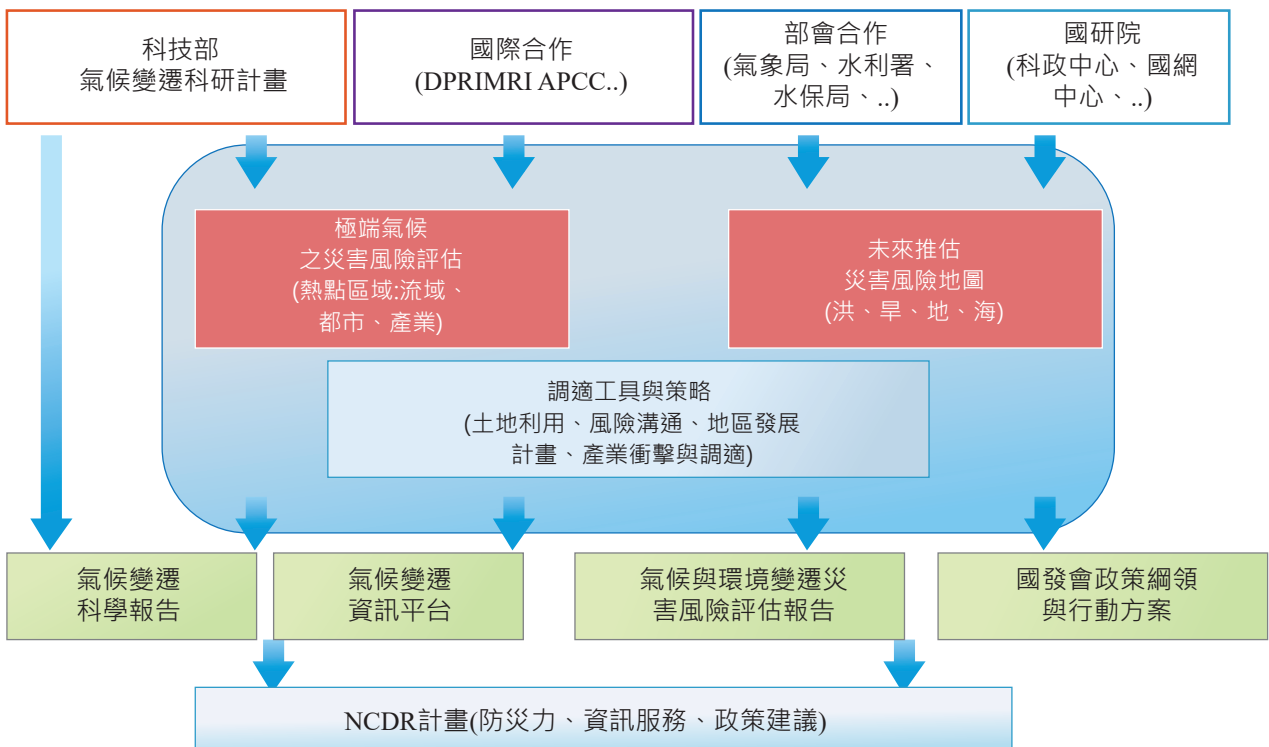 科技部
氣候變遷科研計畫
國際合作
(DPRIMRI APCC..)
部會合作
(氣象局、水利署、
水保局、..)
國研院
(科政中心、國網
中心、..)
極端氣候
之災害風險評估
(熱點區域:流域、
都市、產業)
未來推估
災害風險地圖
(洪、旱、地、海)
調適工具與策略
(土地利用、風險溝通、地區發展
計畫、產業衝擊與調適)
氣候變遷
科學報告
氣候變遷
資訊平台
氣候與環境變遷災
害風險評估報告
國發會政策綱領
與行動方案
NCDR計畫(防災力、資訊服務、政策建議)